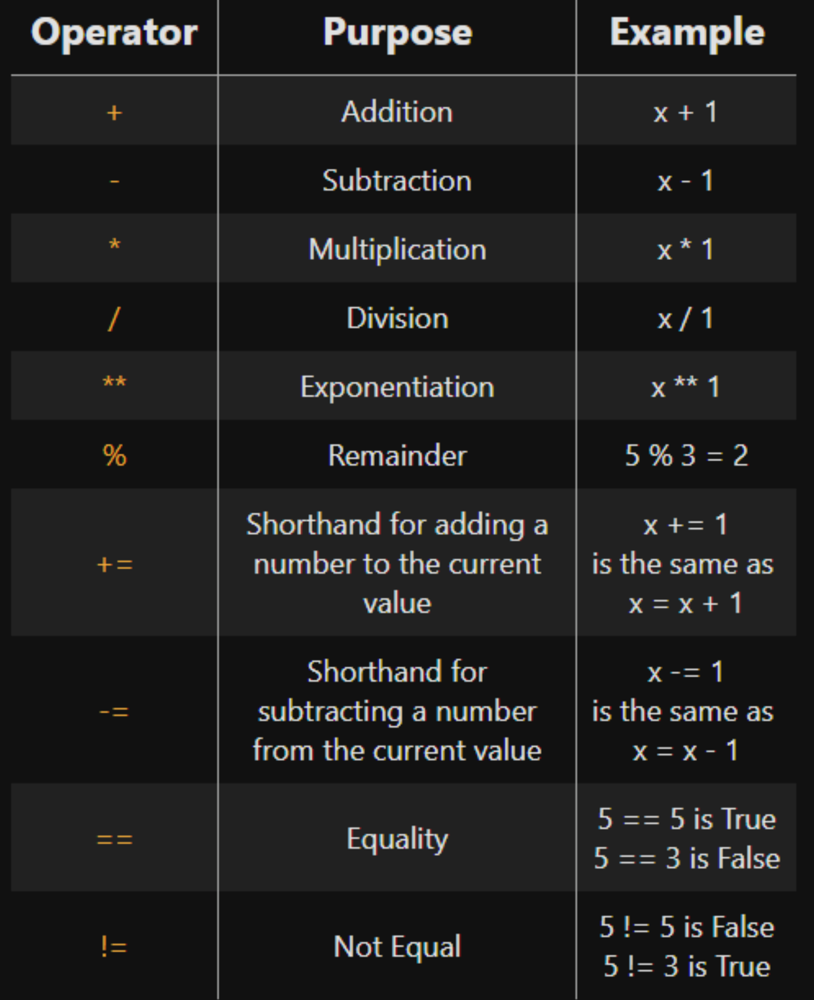 Operator Purpose Example
+ Addition x + 1
- Subtraction x - 1
* Multiplication x * 1
/ Division x / 1
** Exponentiation x ** 1
% Remainder 5 % 3 = 2
+=
Shorthand for adding a
number to the current
value
x += 1
is the same as
x = x + 1
-=
Shorthand for
subtracting a number
from the current value
x -= 1
is the same as
x = x - 1
==
Equality
5 == 5 is True
5 == 3 is False
!=
Not Equal
5 != 5 is False
5 != 3 is True